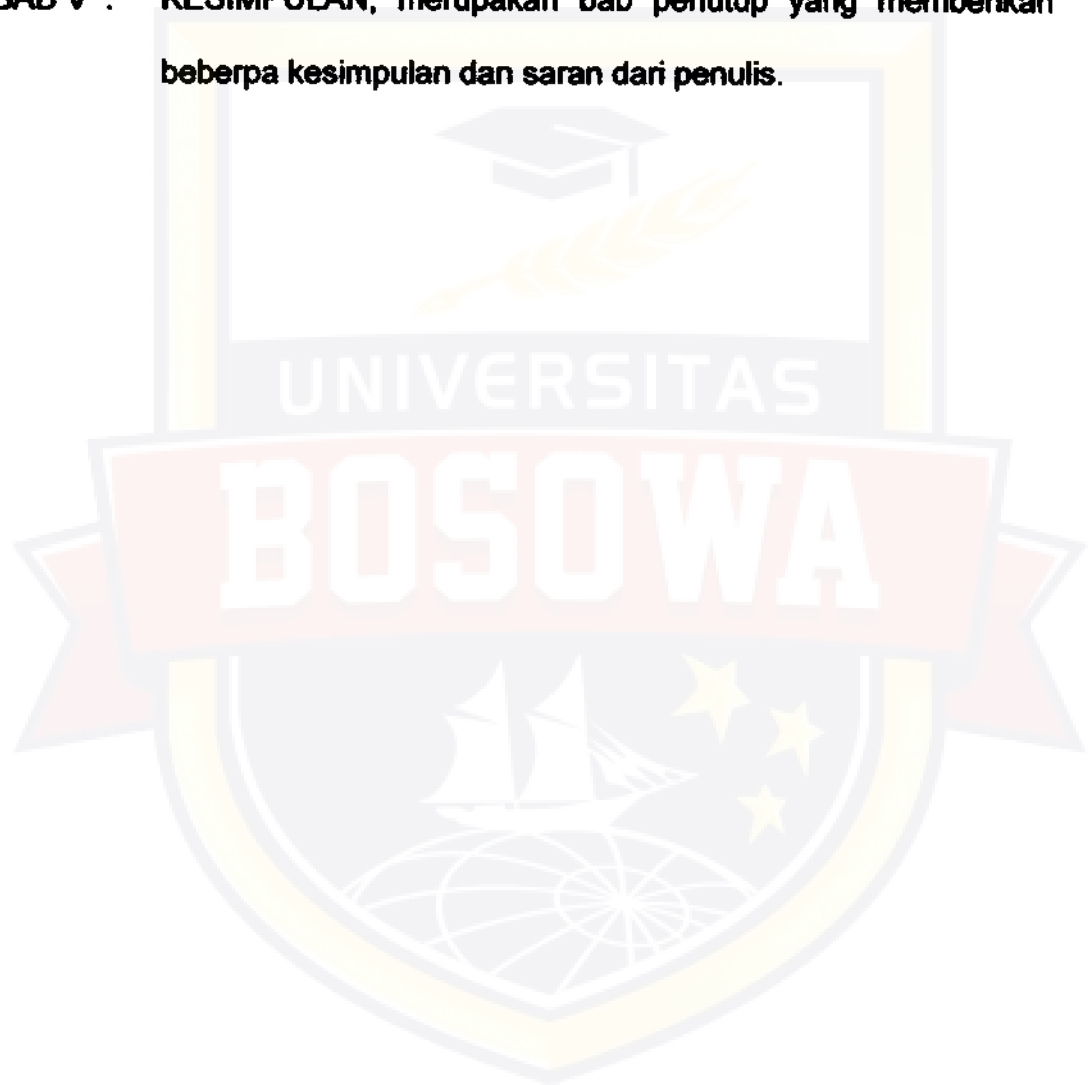 BAB V : KESIMPULAN, merupakan bab penutup yang memberikan
beberpa kesimpulan dan saran dari penulis.
UNIVERSITAS
BOSOWA